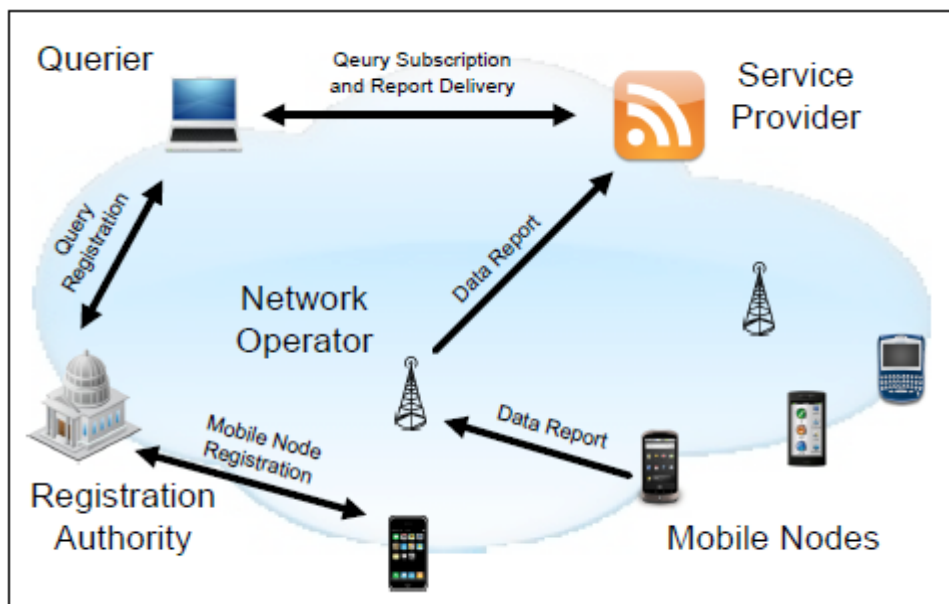 Querier
Qeury Subscription
and Report Delivery
Service
Provider
Query
Registration
Data Report
Network
Operator
Mobile Node
Registration
Data Report
Registration
Authority
Mobile Nodes